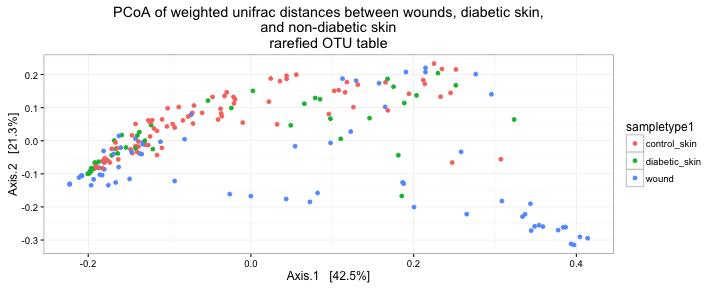 PCoA of weighted unifrac distances between wounds, diabetic skin,
and non-diabetic skin
rarefied OTU table
0.2
0.1
0.0
-0.1
-0.2
-0.3
Axis.2 [21.3%]
-0.2 0.0 0.2 0.4
Axis.1 [42.5%]
sampletype1
control_skin
diabetic_skin
wound